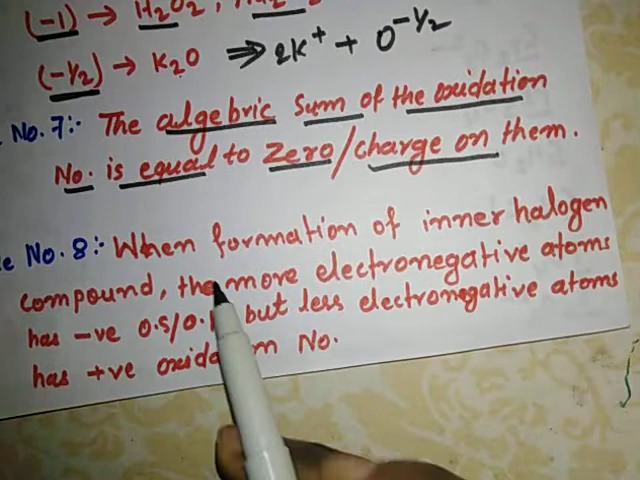 (-1) → H2O2,
(-1/2) → K2O ⇒ 2K+ + O-1/2
No.7:- The algebric Sum of the oxidation
No. is equal to Zero/charge on them.
No.8:- When formation of inner halogen
compound, the more electronegative atoms
has -ve O.S/O. but less electronegative atoms
has +ve No.